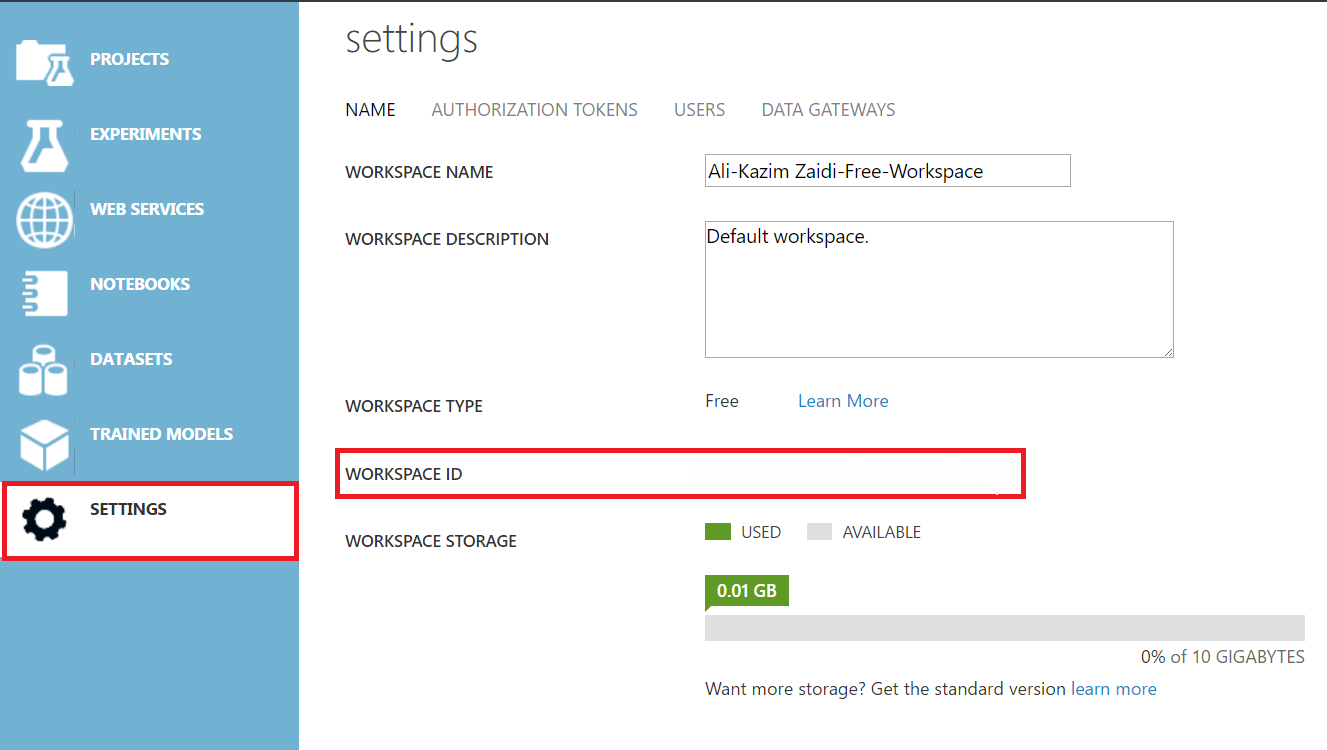 PROJECTS
EXPERIMENTS
WEB SERVICES
NOTEBOOKS
DATASETS
TRAINED MODELS
SETTINGS
settings
NAME AUTHORIZATION TOKENS USERS DATA GATEWAYS
WORKSPACE NAME Ali-Kazim Zaidi-Free-Workspace
WORKSPACE DESCRIPTION Default workspace.
WORKSPACE TYPE Free Learn More
WORKSPACE ID
WORKSPACE STORAGE USED AVAILABLE
0.01 GB
0% of 10 GIGABYTES
Want more storage? Get the standard version learn more